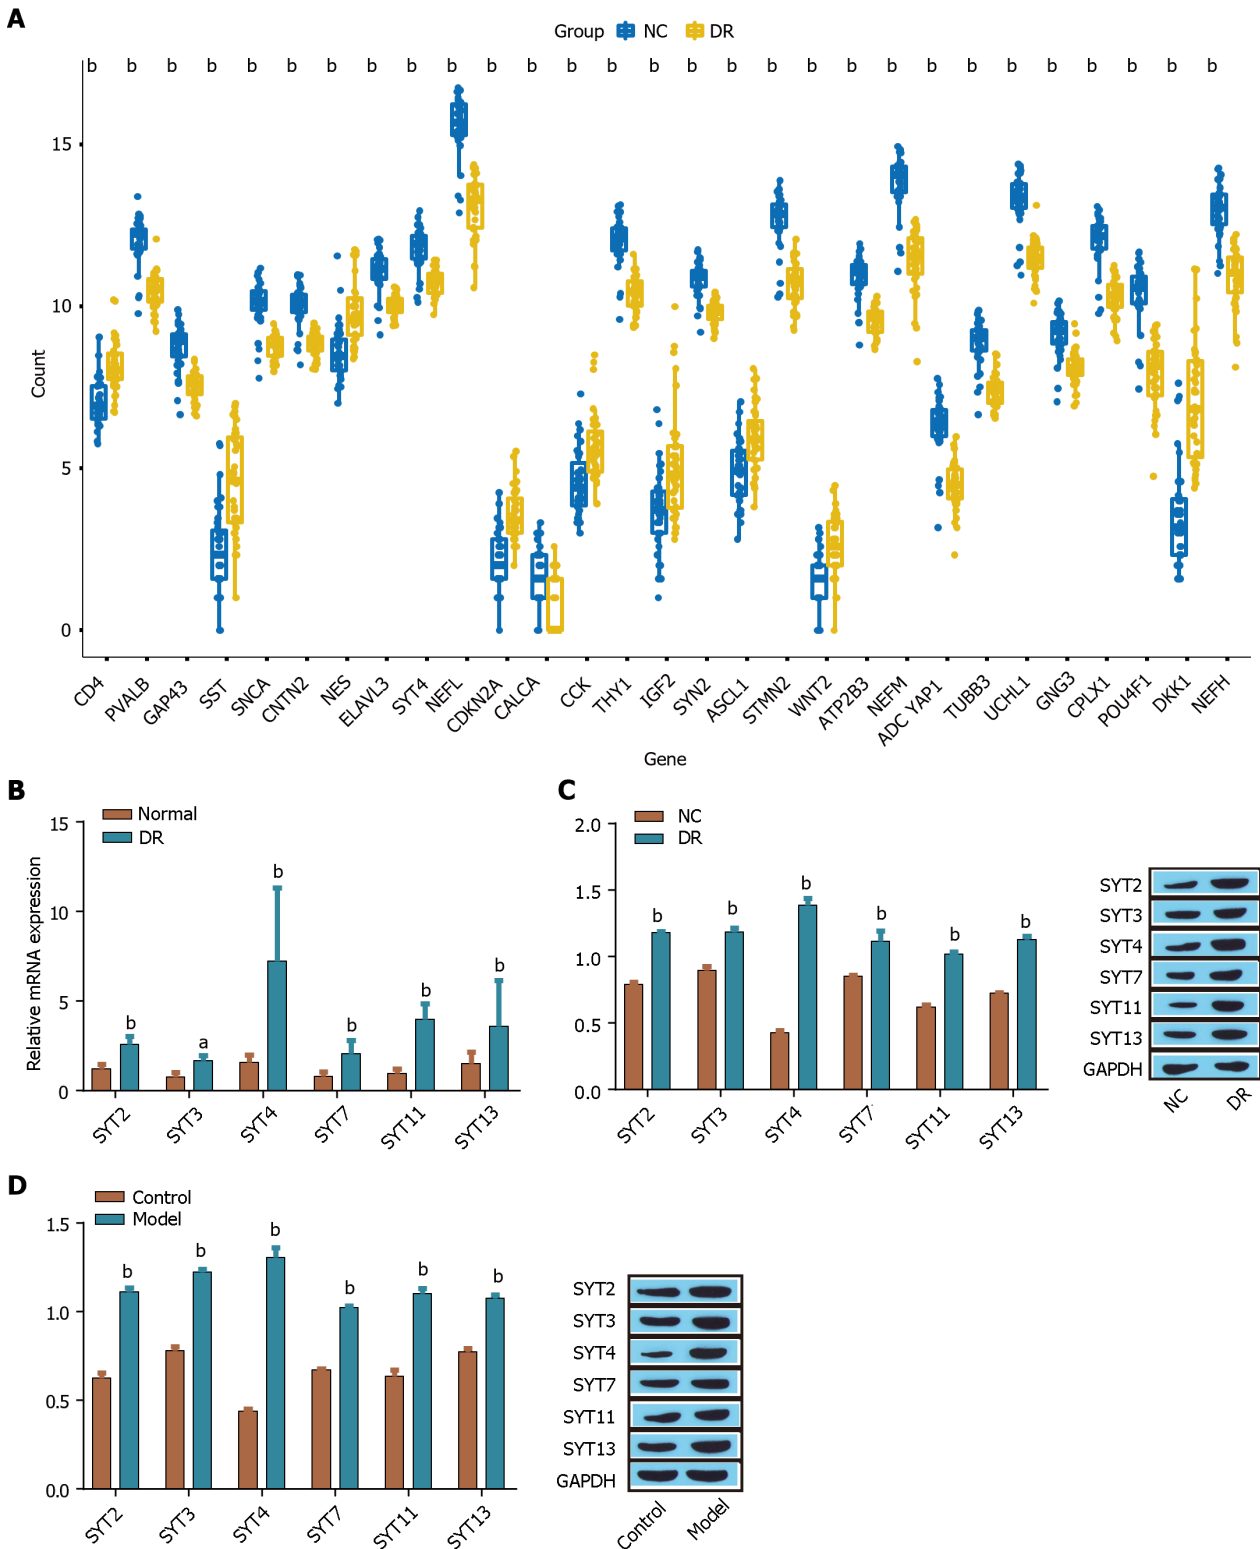 A
Group NC DR
b b b b b b b b b b b b b b b b b b b b b b b b b b b b b
15
10
5
0
Count
CD4 PVALB GAP43 SST SNCA CNTN2 NES ELAVL3 SYT4 NEFL CDKN2A CALCA CCK THY1 IGF2 SYN2 ASCL1 STMN2 WNT2 ATP2B3 NEFM ADC YAP1 TUBB3 UCHL1 GNG3 CPLX1 POU4F1 DKK1 NEFH
Gene
B
Normal
DR
15
10
5
0
Relative mRNA expression
b a b b b b
SYT2 SYT3 SYT4 SYT7 SYT11 SYT13
C
NC
DR
2.0
1.5
1.0
0.5
0.0
b b b b b b
SYT2 SYT3 SYT4 SYT7 SYT11 SYT13
SYT2
SYT3
SYT4
SYT7
SYT11
SYT13
GAPDH
NC DR
D
Control
Model
1.5
1.0
0.5
0.0
b b b b b b
SYT2 SYT3 SYT4 SYT7 SYT11 SYT13
SYT2
SYT3
SYT4
SYT7
SYT11
SYT13
GAPDH
Control Model